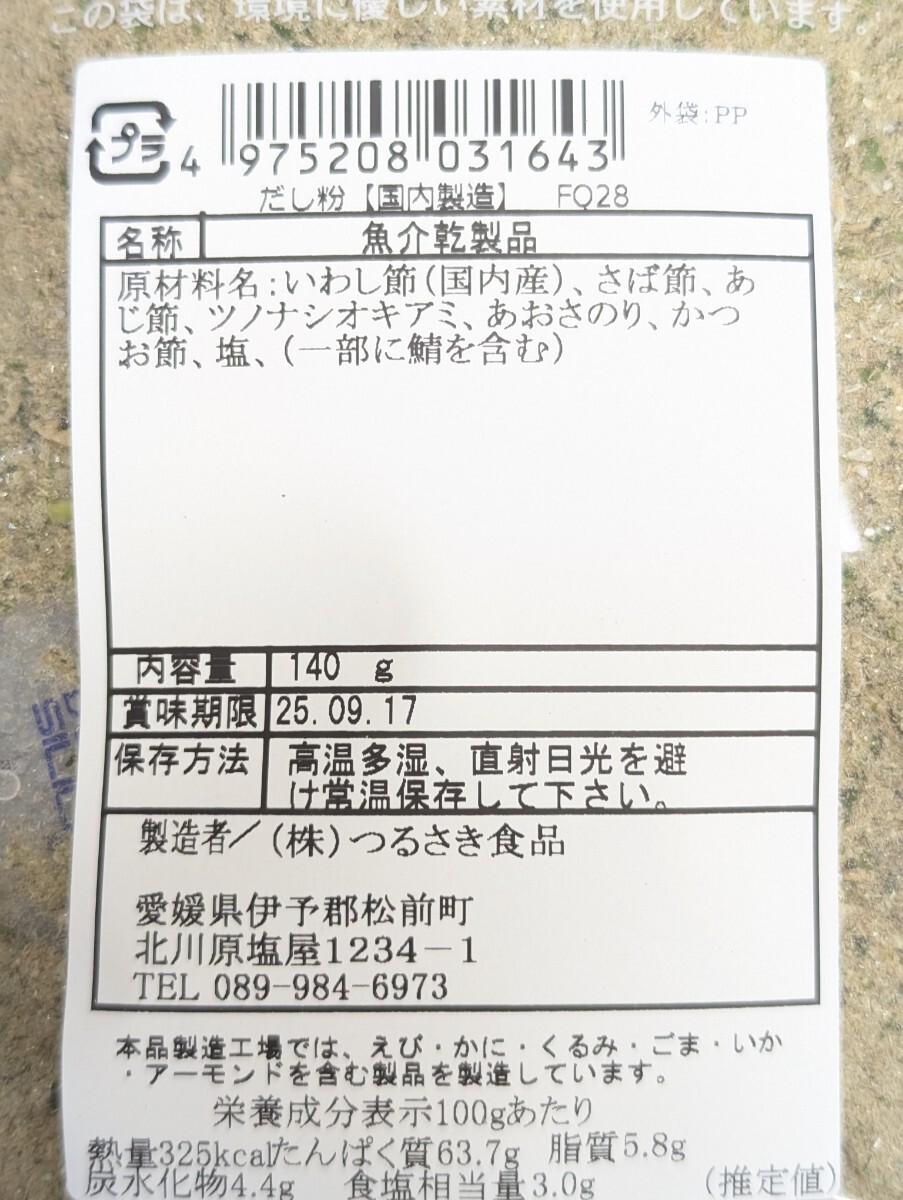 この袋は、環境に優しい素材を使用しています。
プラ
外袋:PP
4 975208 031643
だし粉【国内製造】 FQ28
名称 魚介乾製品
原材料名:いわし節(国内産)、さば節、あ
じ節、ツノナシオキアミ、あおさのり、かつ
お節、塩、(一部に鯖を含む)
内容量 140 g
賞味期限 25.09.17
保存方法 高温多湿、直射日光を避
け常温保存して下さい。
製造者/(株)つるさき食品
愛媛県伊予郡松前町
北川原塩屋1234-1
TEL 089-984-6973
本品製造工場では、えび・かに・くるみ・ごま・いか
・アーモンドを含む製品を製造しています。
栄養成分表示100gあたり
熱量325kcalたんぱく質63.7g 脂質5.8g
炭水化物4.4g 食塩相当量3.0g (推定値)